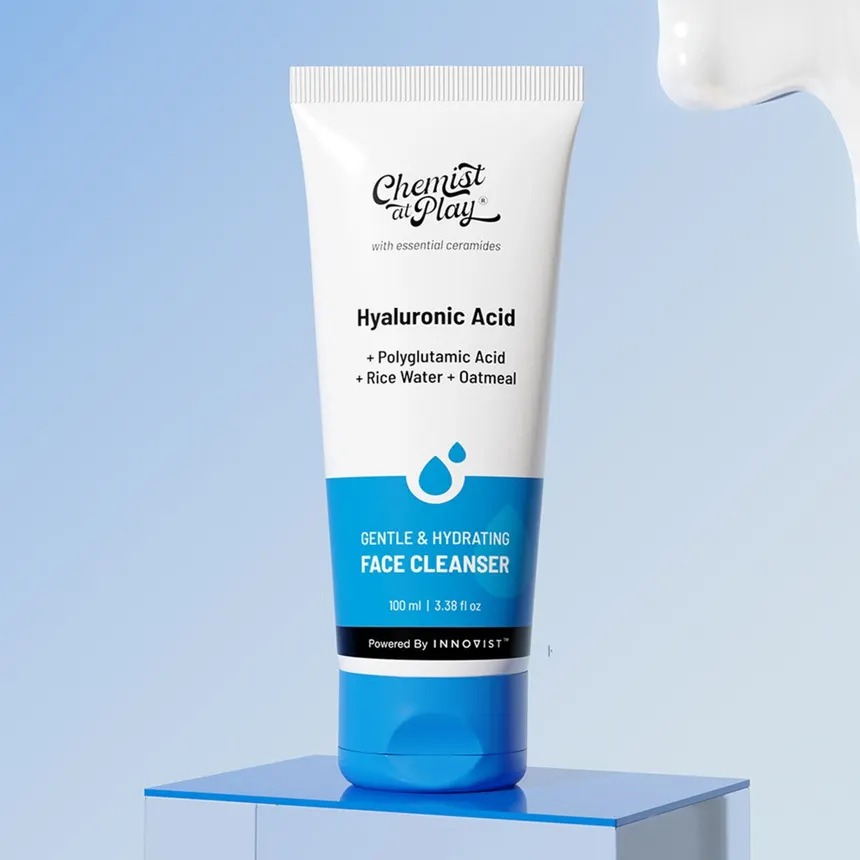 Chemist
at Play®
with essential ceramides
Hyaluronic Acid
+ Polyglutamic Acid
+ Rice Water + Oatmeal
GENTLE & HYDRATING
FACE CLEANSER
100 ml | 3.38 fl oz
Powered By INNOVIST™